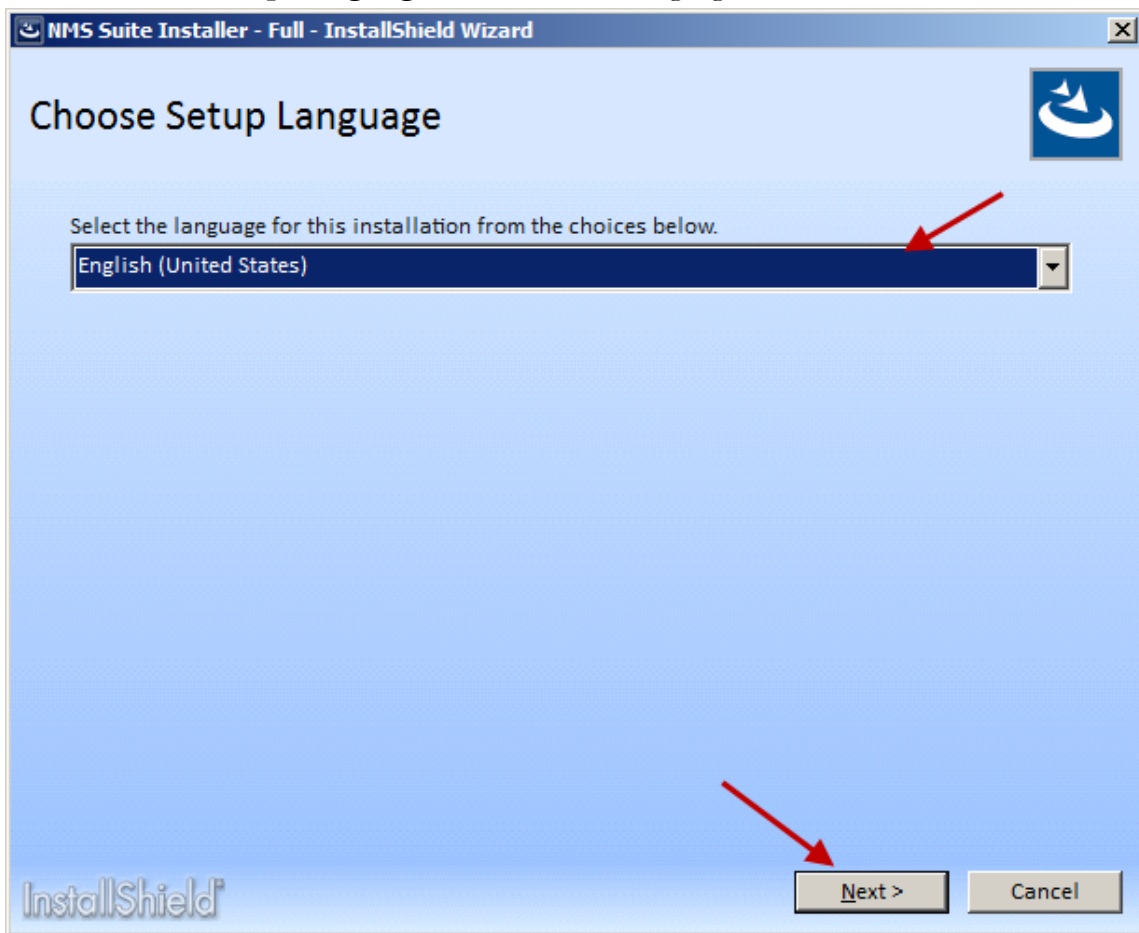 NMS Suite Installer - Full - InstallShield Wizard
Choose Setup Language
Select the language for this installation from the choices below.
English (United States)
InstallShield
Next >
Cancel